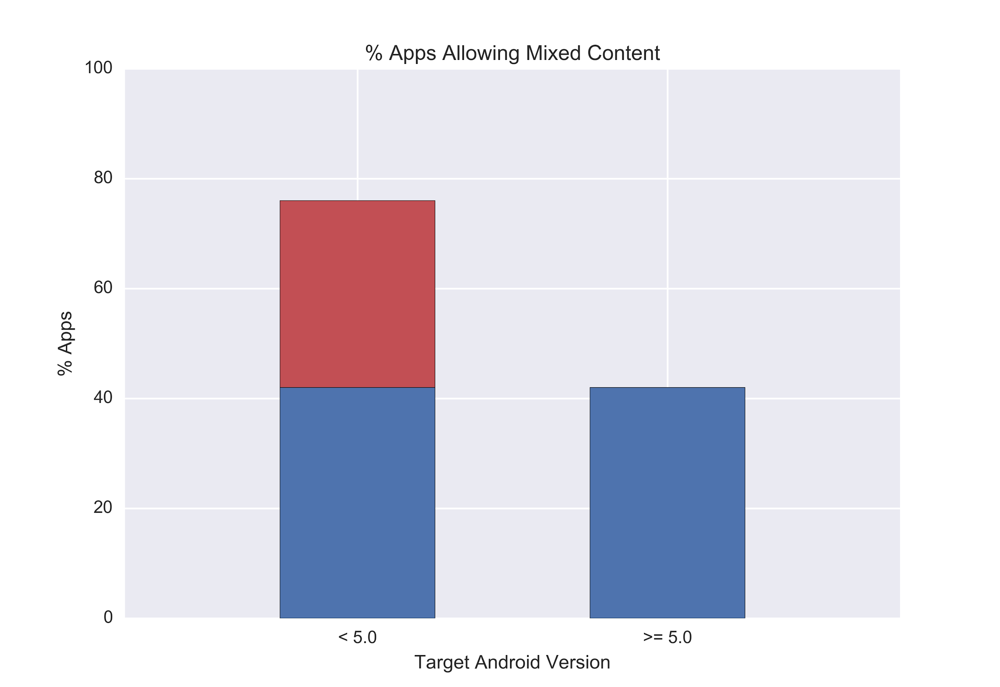 % Apps Allowing Mixed Content
100
80
60
40
20
0
% Apps
< 5.0
>= 5.0
Target Android Version